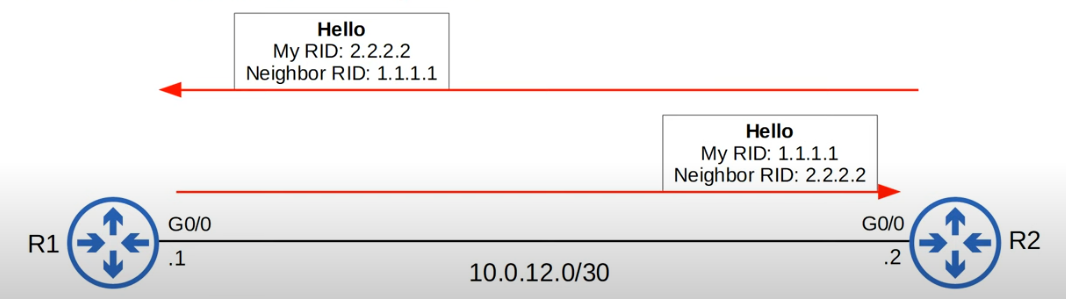 Hello
My RID: 2.2.2.2
Neighbor RID: 1.1.1.1
Hello
My RID: 1.1.1.1
Neighbor RID: 2.2.2.2
R1
G0/0
.1
10.0.12.0/30
G0/0
.2
R2